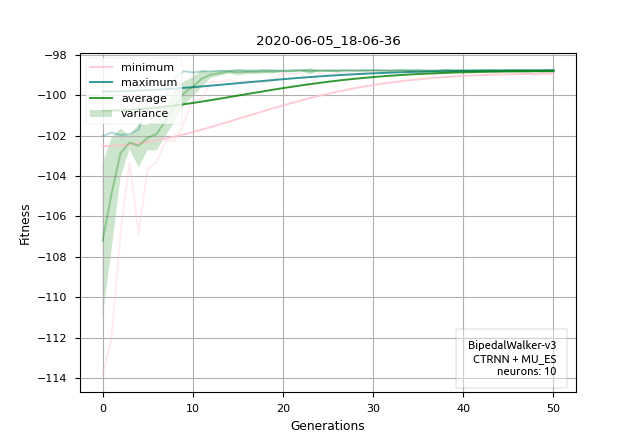 2020-06-05_18-06-36
Fitness
−98
−100
−102
−104
−106
−108
−110
−112
−114
minimum
maximum
average
variance
BipedalWalker-v3
CTRNN + MU_ES
neurons: 10
0
10
20
30
40
50
Generations